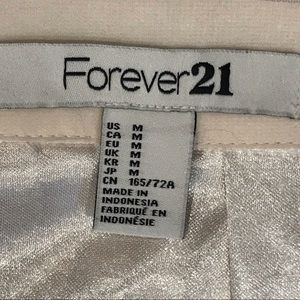 Forever21
US M
CA M
EU M
UK M
KR M
JP M
CN 165/72A
MADE IN
INDONESIA
FABRIQUÉ EN
INDONÉSIE